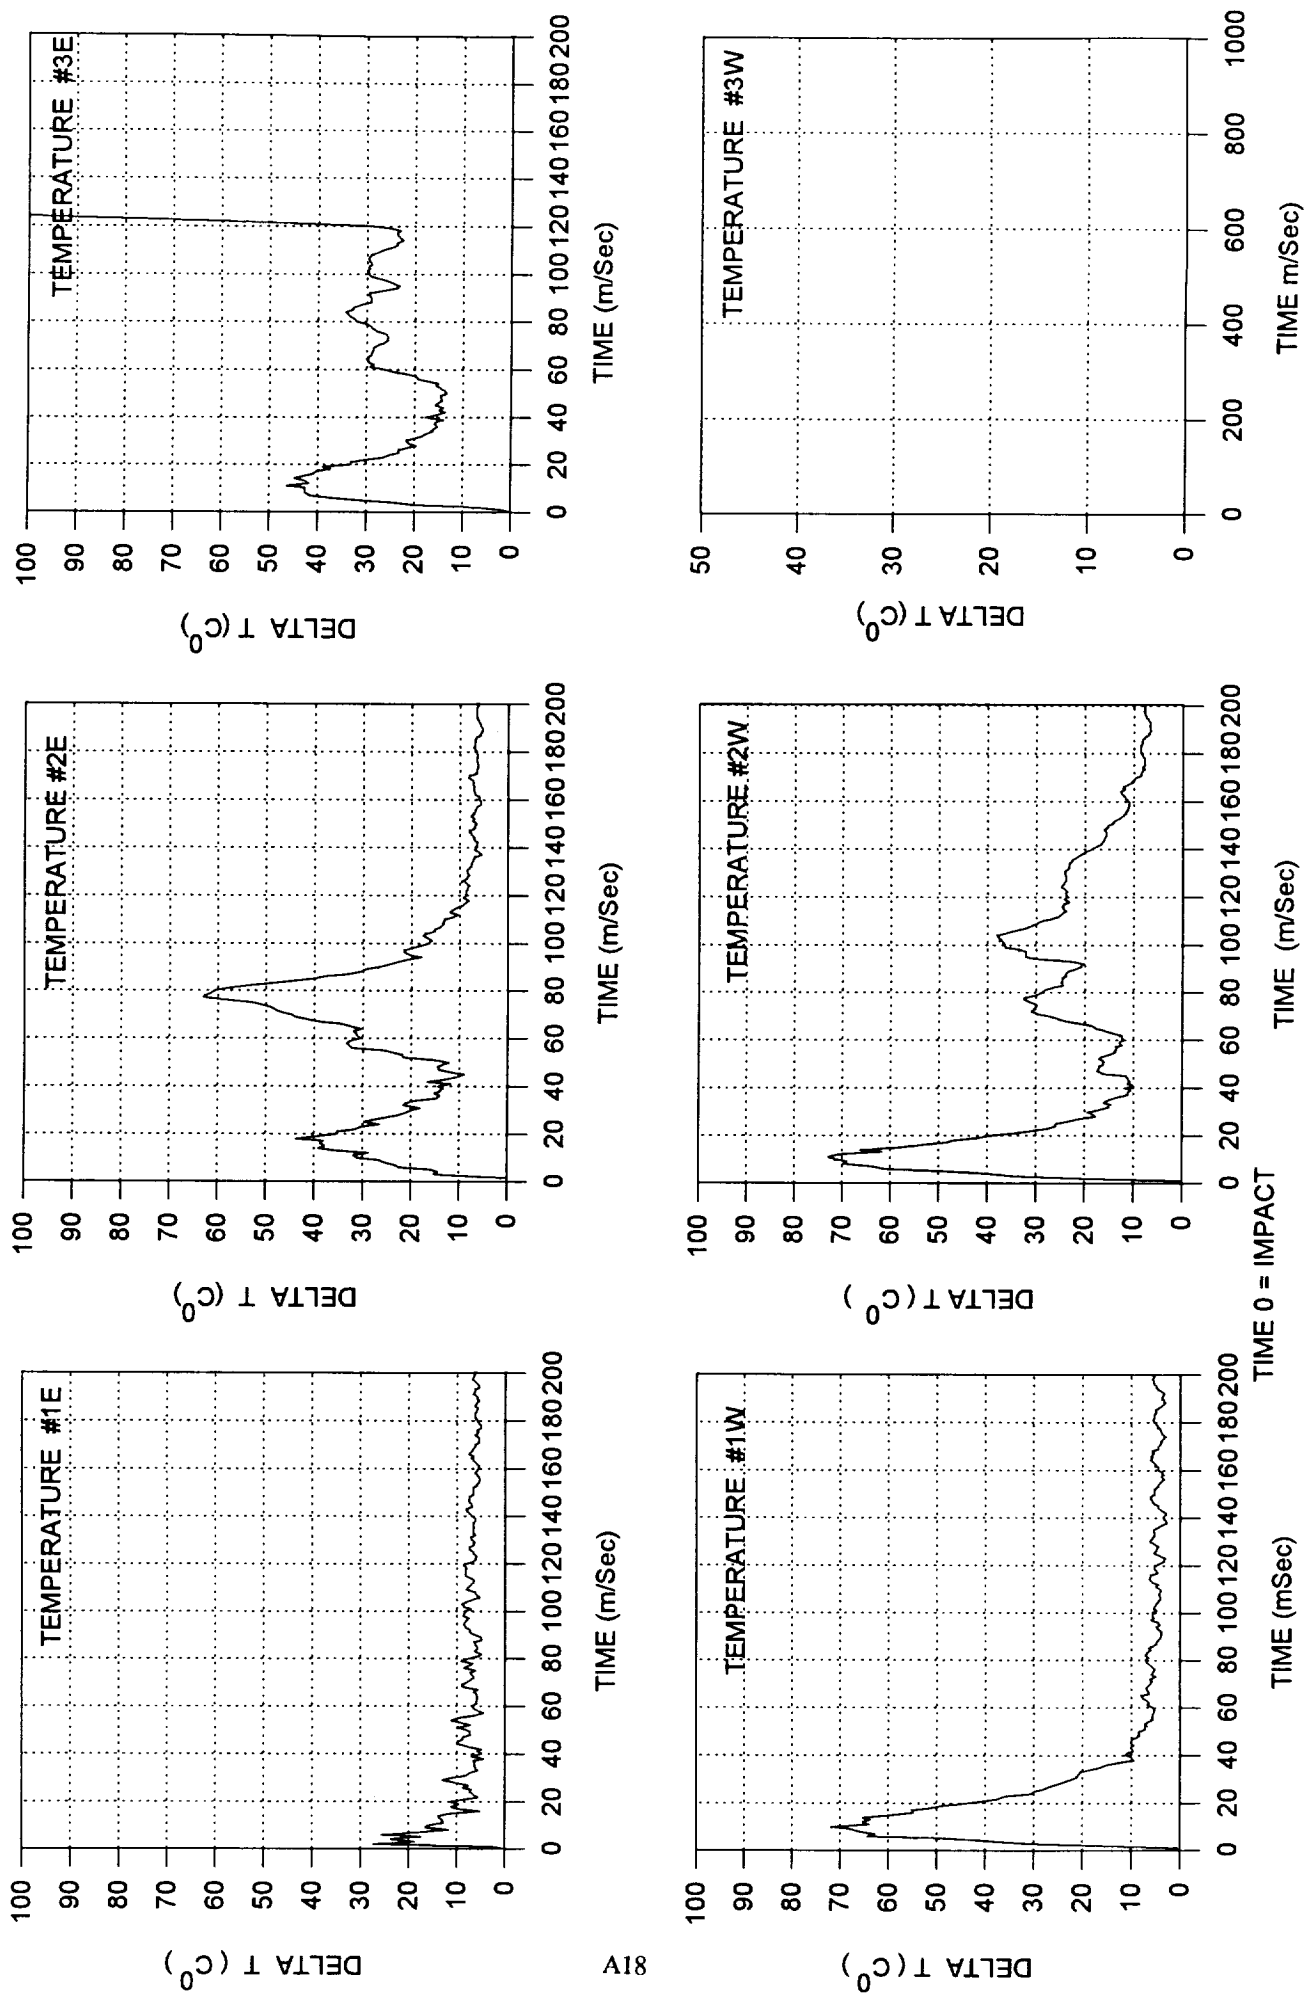 TEMPERATURE #1E
DELTA T (C⁰)
100
90
80
70
60
50
40
30
20
10
0
0 20 40 60 80 100 120 140 160 180 200
TIME (m/Sec)
TEMPERATURE #2E
DELTA T (C⁰)
100
90
80
70
60
50
40
30
20
10
0
0 20 40 60 80 100 120 140 160 180 200
TIME (m/Sec)
TEMPERATURE #3E
DELTA T (C⁰)
100
90
80
70
60
50
40
30
20
10
0
0 20 40 60 80 100 120 140 160 180 200
TIME (m/Sec)
TEMPERATURE #1W
DELTA T (C⁰)
100
90
80
70
60
50
40
30
20
10
0
0 20 40 60 80 100 120 140 160 180 200
TIME (mSec)
TEMPERATURE #2W
DELTA T (C⁰)
100
90
80
70
60
50
40
30
20
10
0
0 20 40 60 80 100 120 140 160 180 200
TIME (m/Sec)
TEMPERATURE #3W
DELTA T (C⁰)
50
40
30
20
10
0
0 200 400 600 800 1000
TIME m/Sec)
TIME 0 = IMPACT
A18